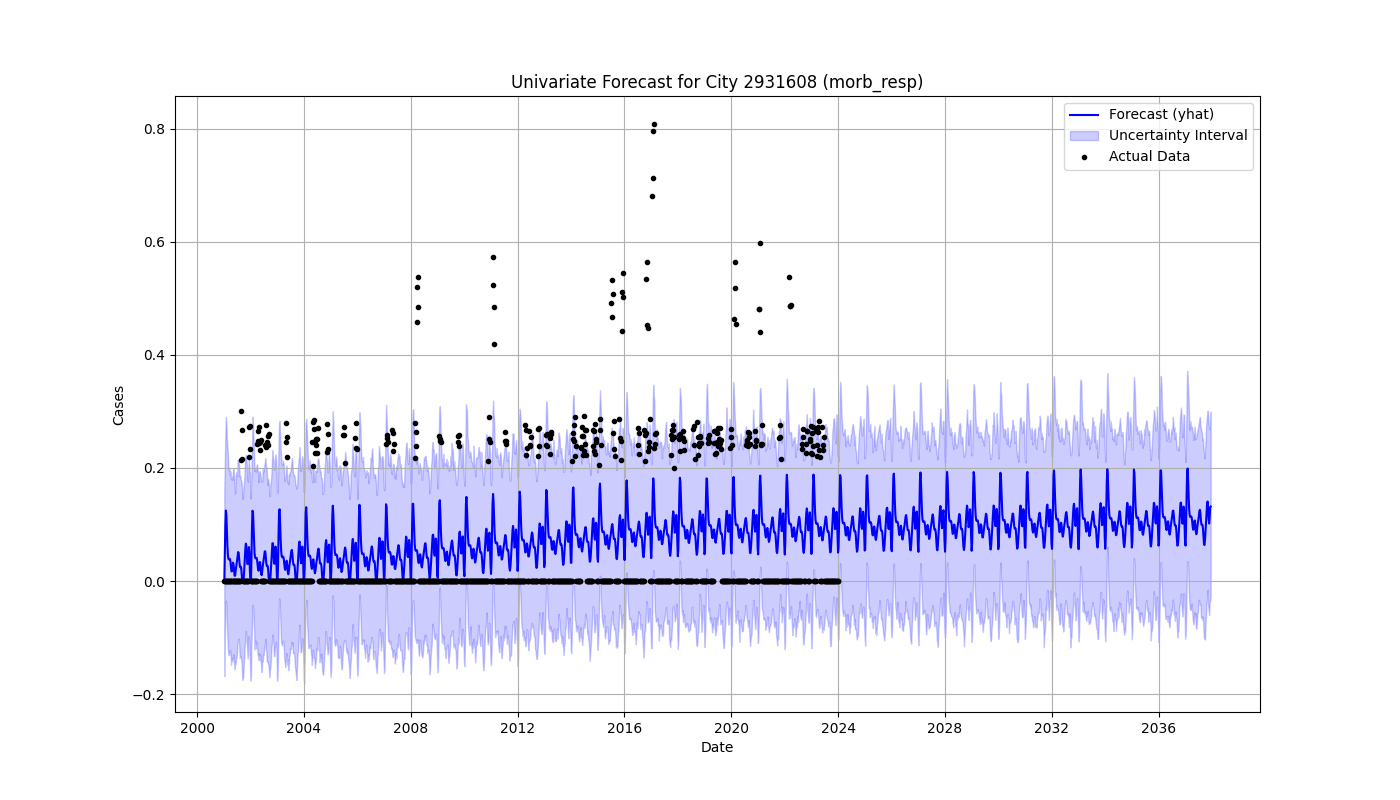 Univariate Forecast for City 2931608 (morb_resp)
Forecast (yhat)
Uncertainty Interval
Actual Data
Cases
0.8
0.6
0.4
0.2
0.0
−0.2
2000 2004 2008 2012 2016 2020 2024 2028 2032 2036
Date